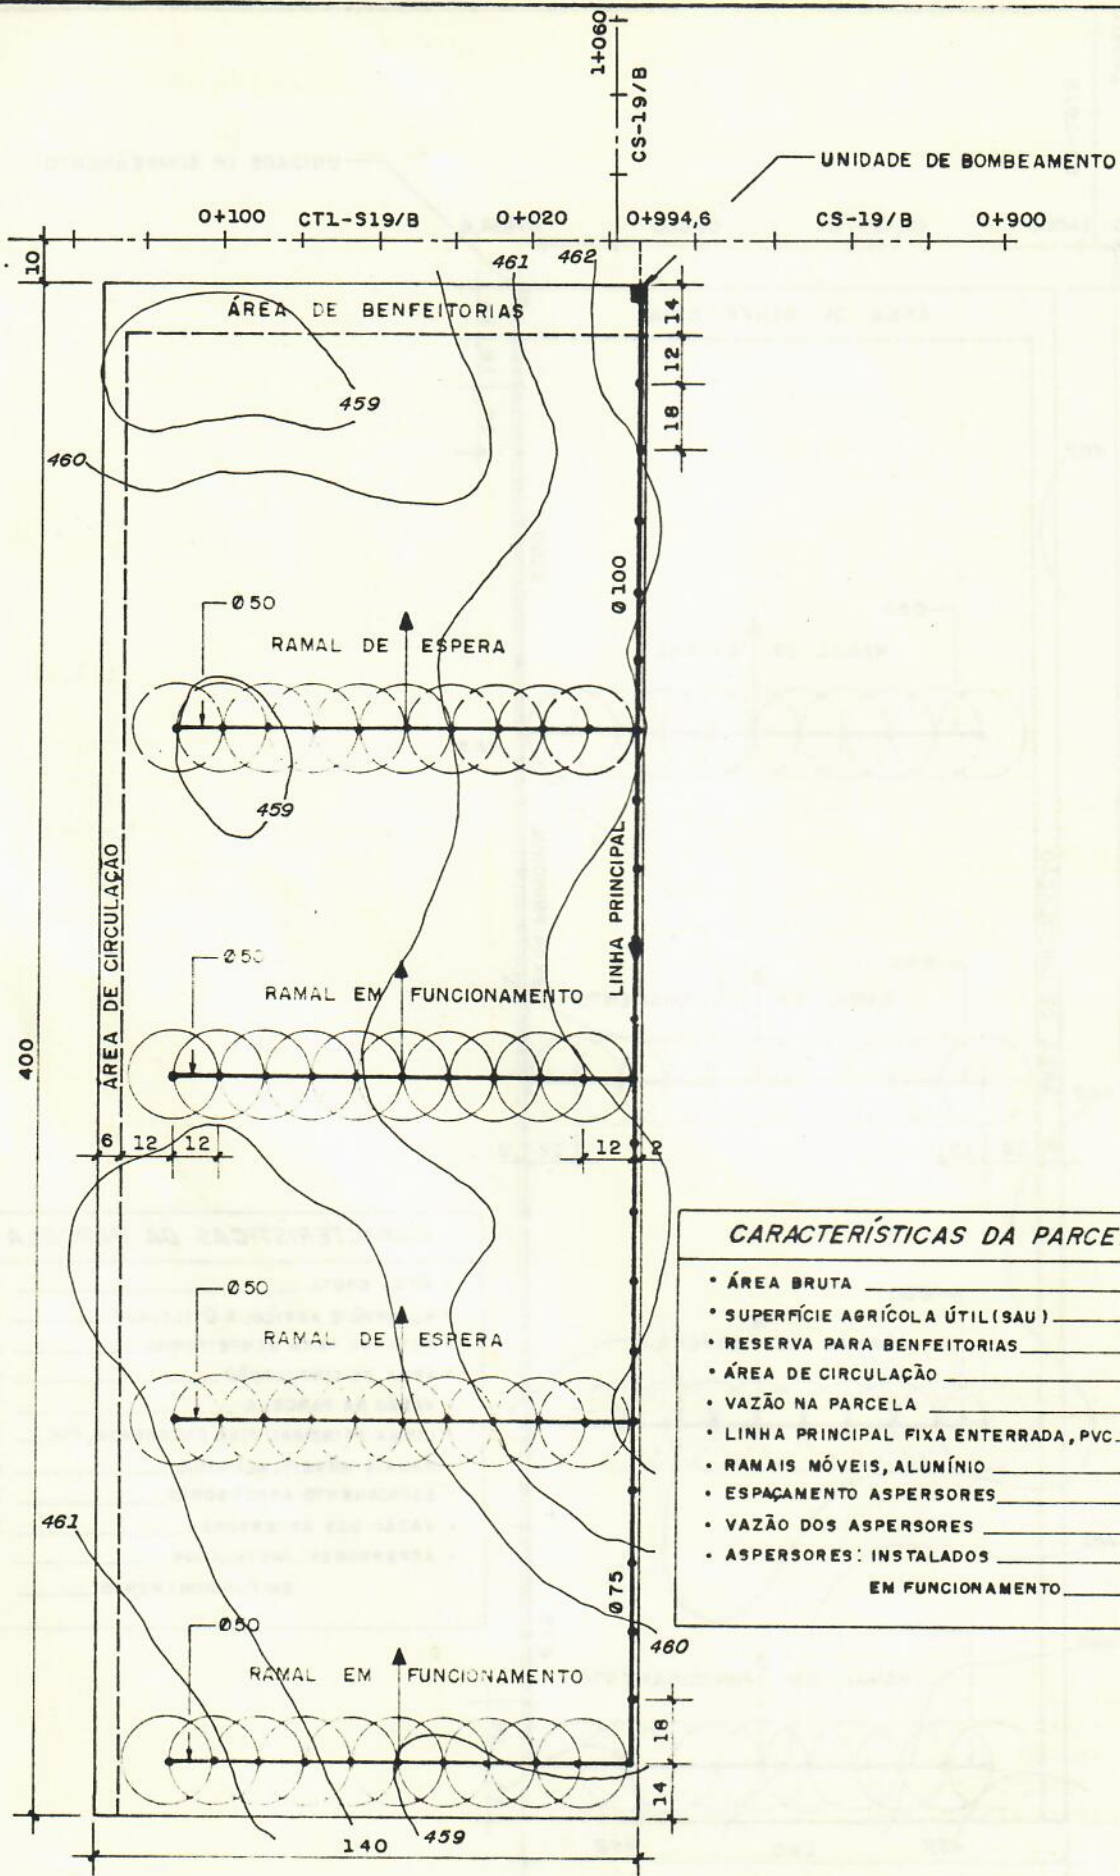 1+060
CS-19/B
UNIDADE DE BOMBEAMENTO
0+100 CT1-S19/B 0+020 0+994,6 CS-19/B 0+900
10
461 462
ÁREA DE BENFEITORIAS
14
12
18
459
460
Ø100
Ø50
RAMAL DE ESPERA
459
LINHA PRINCIPAL
ÁREA DE CIRCULAÇÃO
Ø50
RAMAL EM FUNCIONAMENTO
400
6 12 12 12 2
CARACTERÍSTICAS DA PARCE
• ÁREA BRUTA
• SUPERFÍCIE AGRÍCOLA ÚTIL (SAU)
• RESERVA PARA BENFEITORIAS
• ÁREA DE CIRCULAÇÃO
• VAZÃO NA PARCELA
• LINHA PRINCIPAL FIXA ENTERRADA, PVC
• RAMAIS MÓVEIS, ALUMÍNIO
• ESPAÇAMENTO ASPERSORES
• VAZÃO DOS ASPERSORES
• ASPERSORES: INSTALADOS
EM FUNCIONAMENTO
Ø50
RAMAL DE ESPERA
461
Ø75
460
Ø50
RAMAL EM FUNCIONAMENTO
18
14
459
140